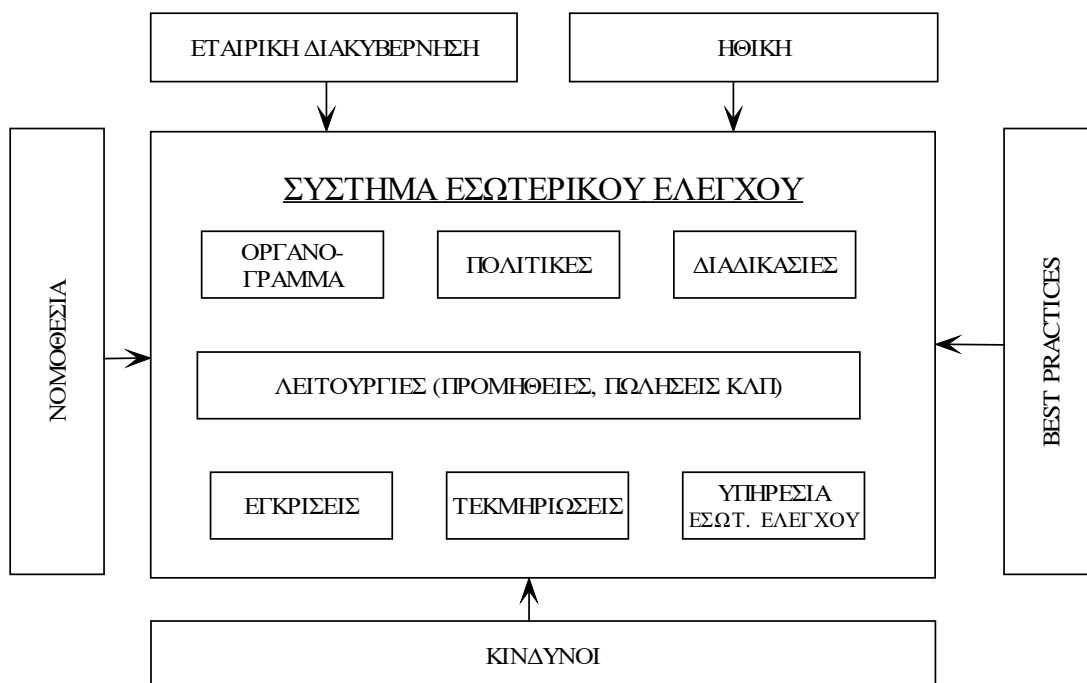 ΕΤΑΙΡΙΚΗ ΔΙΑΚΥΒΕΡΝΗΣΗ
ΗΘΙΚΗ
ΝΟΜΟΘΕΣΙΑ
ΣΥΣΤΗΜΑ ΕΣΩΤΕΡΙΚΟΥ ΕΛΕΓΧΟΥ
ΟΡΓΑΝΟ-
ΓΡΑΜΜΑ
ΠΟΛΙΤΙΚΕΣ
ΔΙΑΔΙΚΑΣΙΕΣ
ΛΕΙΤΟΥΡΓΙΕΣ (ΠΡΟΜΗΘΕΙΕΣ, ΠΩΛΗΣΕΙΣ ΚΛΠ)
ΕΓΚΡΙΣΕΙΣ
ΤΕΚΜΗΡΙΩΣΕΙΣ
ΥΠΗΡΕΣΙΑ
ΕΣΩΤ. ΕΛΕΓΧΟΥ
BEST PRACTICES
ΚΙΝΔΥΝΟΙ